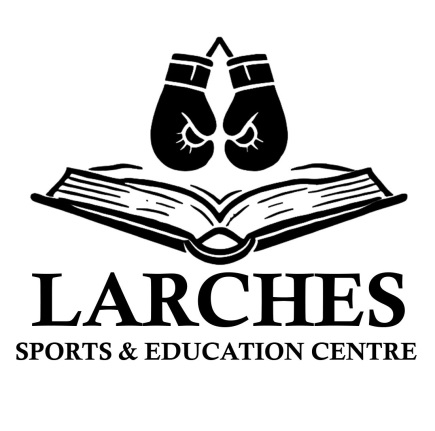 LARCHES
SPORTS & EDUCATION CENTRE